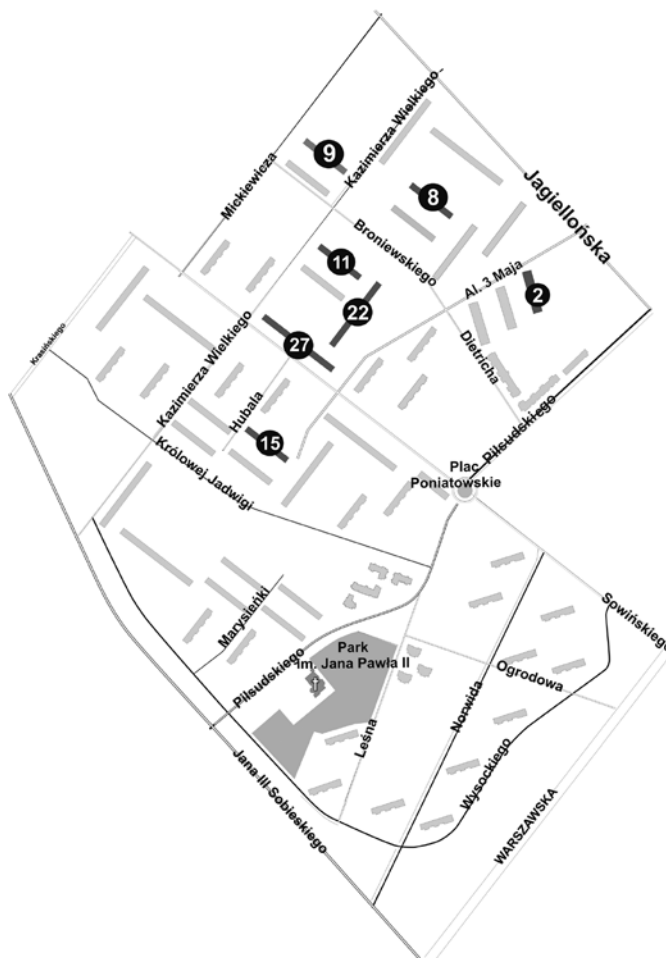 Kazimierza Wielkiego
9
Mickiewicza
Jagiellońska
8
Broniewskiego
11
Al. 3 Maja
2
22
Krasińskiego
27
Dietricha
Kazimierza Wielkiego
Hubala
15
Piłsudskiego
Królowej Jadwigi
Plac
Poniatowskie
Marysieńki
Sowińskiego
Park
im. Jana Pawła II
Ogrodowa
Piłsudskiego
Norwida
Leśna
Wysockiego
Jana III Sobieskiego
WARSZAWSKA